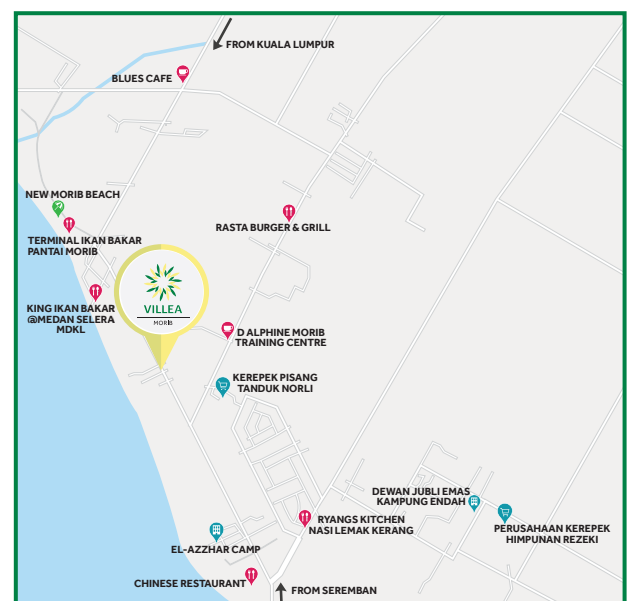 FROM KUALA LUMPUR
BLUES CAFE
NEW MORIB BEACH
TERMINAL IKAN BAKAR
PANTAI MORIB
RASTA BURGER & GRILL
VILLEA
MORIB
KING IKAN BAKAR
@MEDAN SELERA
MDKL
D ALPHINE MORIB
TRAINING CENTRE
KEREPEK PISANG
TANDUK NORLI
DEWAN JUBLI EMAS
KAMPUNG ENDAH
RYANGS KITCHEN
NASI LEMAK KERANG
PERUSAHAAN KEREPEK
HIMPUNAN REZEKI
EL-AZZHAR CAMP
CHINESE RESTAURANT
FROM SEREMBAN